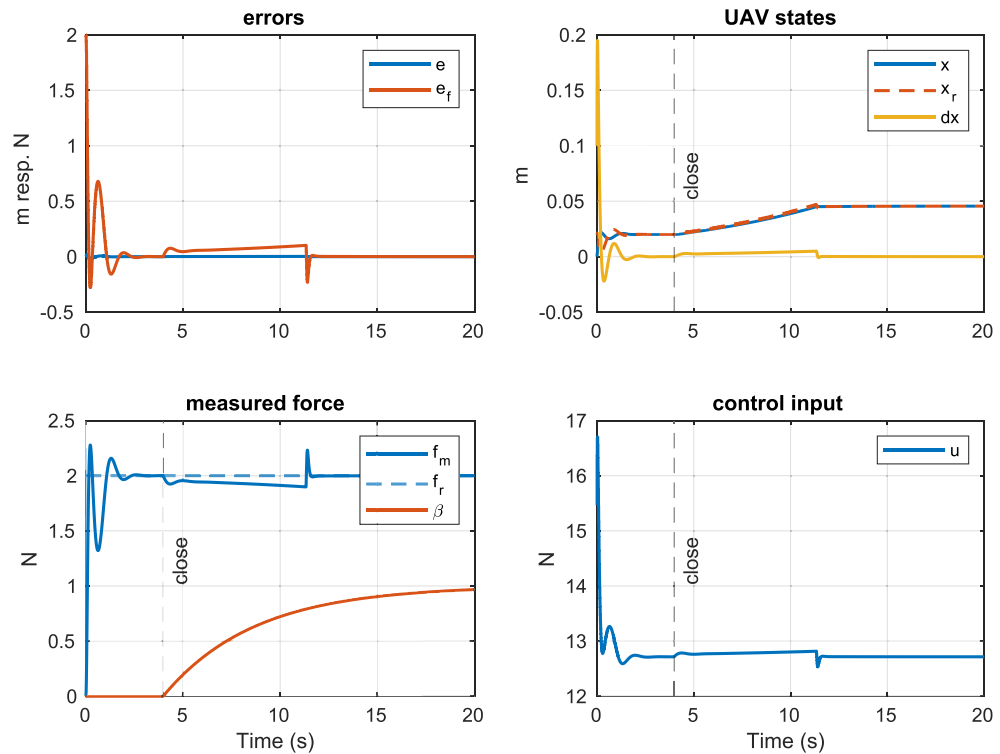 errors
2
1.5
1
0.5
0
-0.5
m resp. N
e
e_f
0
5
10
15
20
UAV states
0.2
0.15
0.1
0.05
0
-0.05
m
close
x
x_r
dx
0
5
10
15
20
measured force
2.5
2
1.5
1
0.5
0
N
close
f_m
f_r
β
0
5
10
15
20
Time (s)
control input
17
16
15
14
13
12
N
close
u
0
5
10
15
20
Time (s)